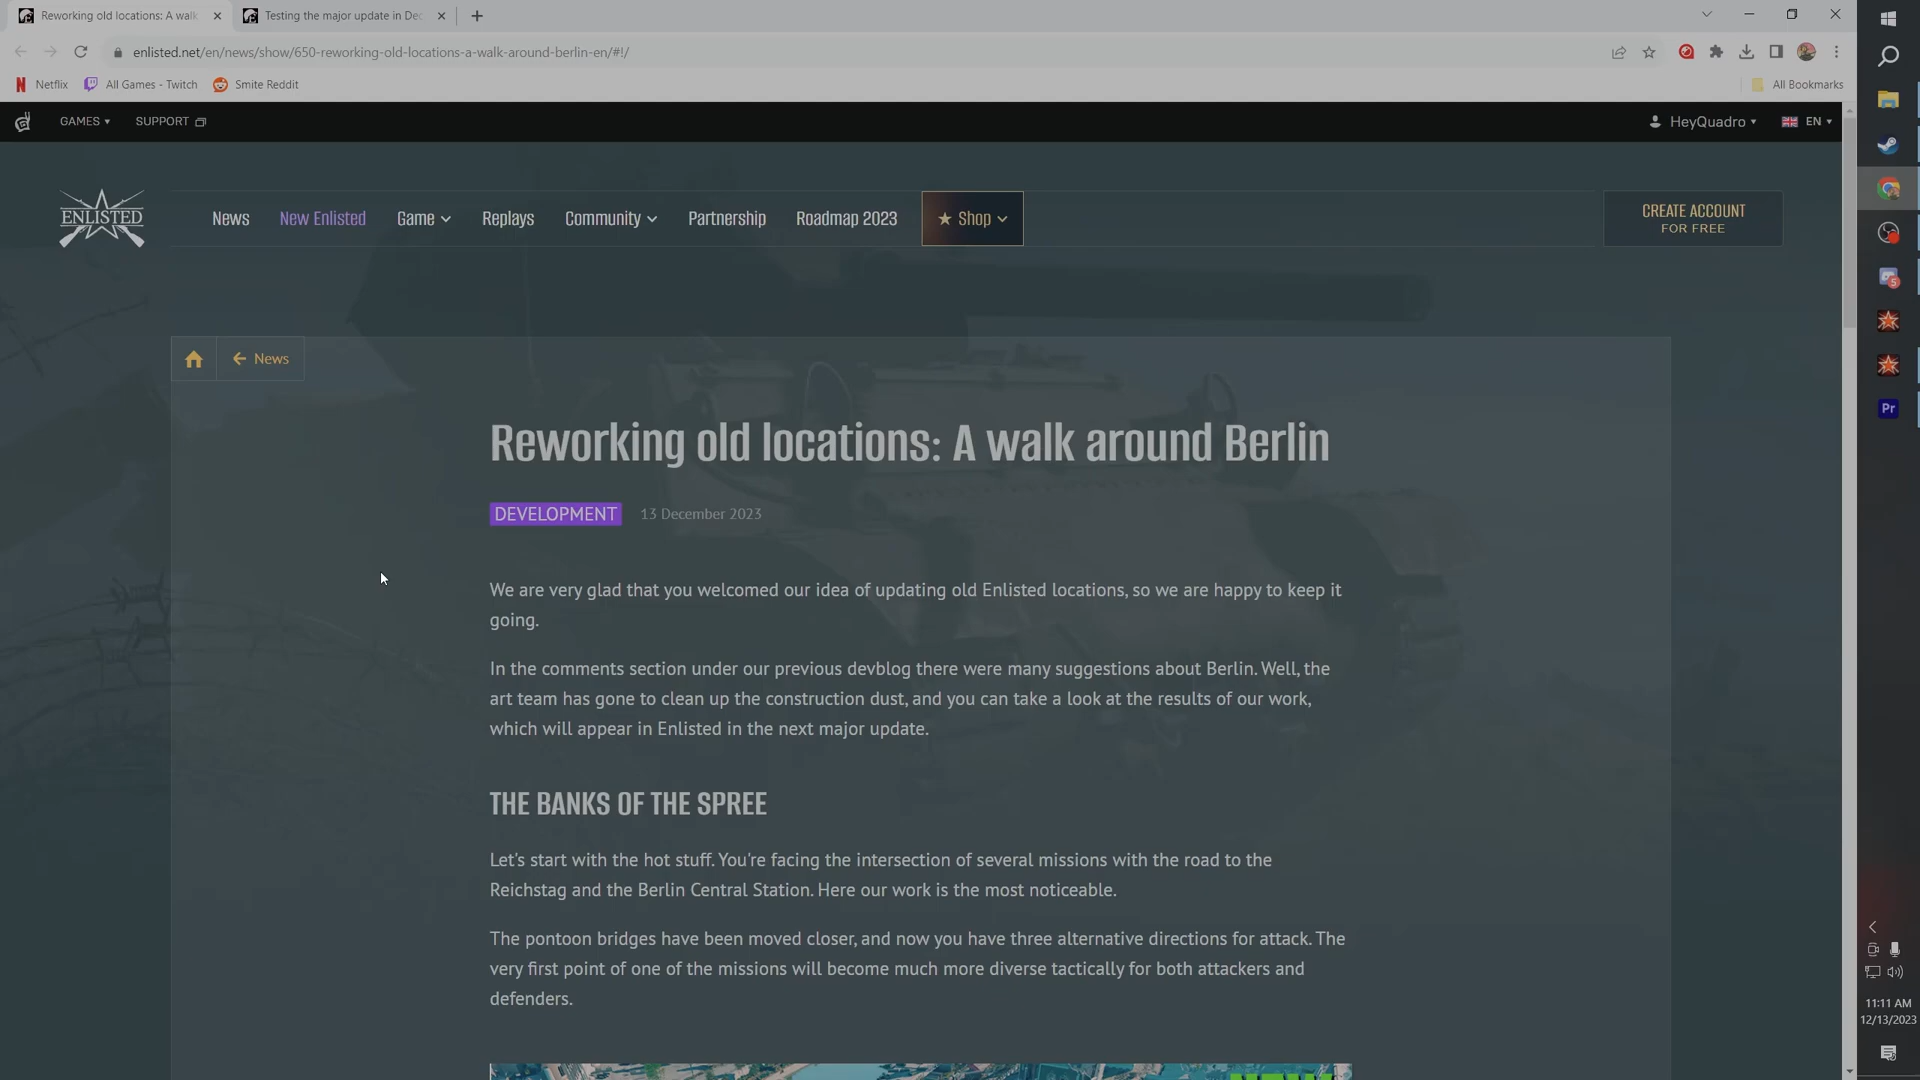 Reworking old locations: A walk
Testing the major update in Dec
enlisted.net/en/news/show/650-reworking-old-locations-a-walk-around-berlin-en/#!/
Netflix
All Games - Twitch
Smite Reddit
All Bookmarks
GAMES
SUPPORT
HeyQuadro
EN
ENLISTED
News
New Enlisted
Game
Replays
Community
Partnership
Roadmap 2023
Shop
CREATE ACCOUNT
FOR FREE
News
Reworking old locations: A walk around Berlin
DEVELOPMENT
13 December 2023
We are very glad that you welcomed our idea of updating old Enlisted locations, so we are happy to keep it
going.
In the comments section under our previous devblog there were many suggestions about Berlin. Well, the
art team has gone to clean up the construction dust, and you can take a look at the results of our work,
which will appear in Enlisted in the next major update.
THE BANKS OF THE SPREE
Let's start with the hot stuff. You're facing the intersection of several missions with the road to the
Reichstag and the Berlin Central Station. Here our work is the most noticeable.
The pontoon bridges have been moved closer, and now you have three alternative directions for attack. The
very first point of one of the missions will become much more diverse tactically for both attackers and
defenders.
5
Pr
11:11 AM
12/13/2023